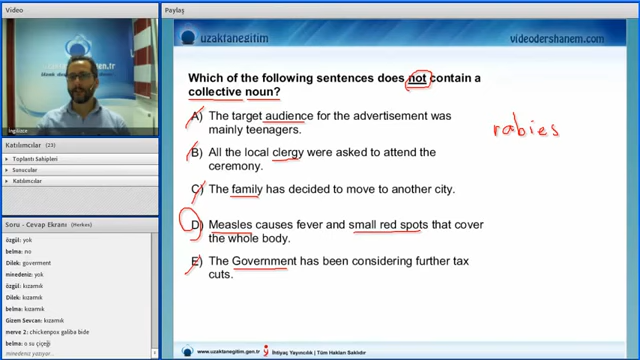 Video
Paylaş
uzaktanegitim
videodershanem.com
Which of the following sentences does not contain a
collective noun?
A) The target audience for the advertisement was
mainly teenagers.
B) All the local clergy were asked to attend the
ceremony.
C) The family has decided to move to another city.
D) Measles causes fever and small red spots that cover
the whole body.
E) The Government has been considering further tax
cuts.
rabies
İngilizce
Katılımcılar (23)
Toplantı Sahipleri
Sunucular
Katılımcılar
Soru - Cevap Ekranı (Herkes)
özgül: yok
belma: no
Dilek: goverment
miredeniz: yok
özgül: kızamık
Dilek: kızamık
belma: kızamık
Gizem Sevcan: kızamık
merve 2: chickenpox galiba bide
belma: o su çiçeği
miredeniz yazıyor...
www.uzaktanegitim.gen.tr
İhtiyaç Yayıncılık | Tüm Hakları Saklıdır